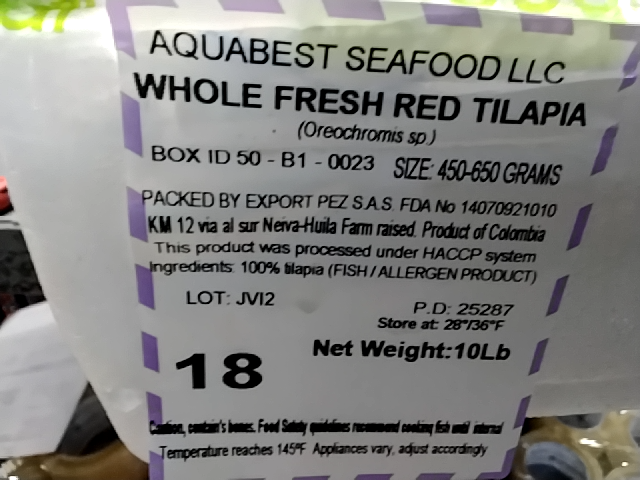 AQUABEST SEAFOOD LLC
WHOLE FRESH RED TILAPIA
(Oreochromis sp.)
BOX ID 50 - B1 - 0023 SIZE: 450-650 GRAMS
PACKED BY EXPORT PEZ S.A.S. FDA No 14070921010
KM 12 via al sur Neiva-Huila Farm raised. Product of Colombia
This product was processed under HACCP system
Ingredients: 100% tilapia (FISH / ALLERGEN PRODUCT)
LOT: JVI2
P.D: 25287
Store at: 28°/36°F
18
Net Weight:10Lb
Caution, contain's bones. Food Safety guidelines recommend cooking fish until internal
Temperature reaches 145°F Appliances vary, adjust accordingly